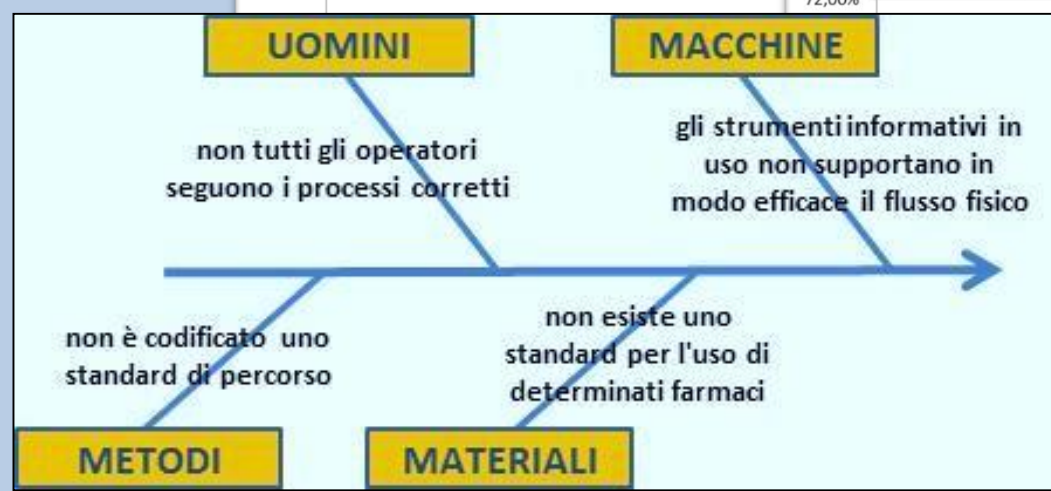 72,00%
UOMINI
MACCHINE
non tutti gli operatori
seguono i processi corretti
gli strumenti informativi in
uso non supportano in
modo efficace il flusso fisico
non è codificato uno
standard di percorso
non esiste uno
standard per l'uso di
determinati farmaci
METODI
MATERIALI